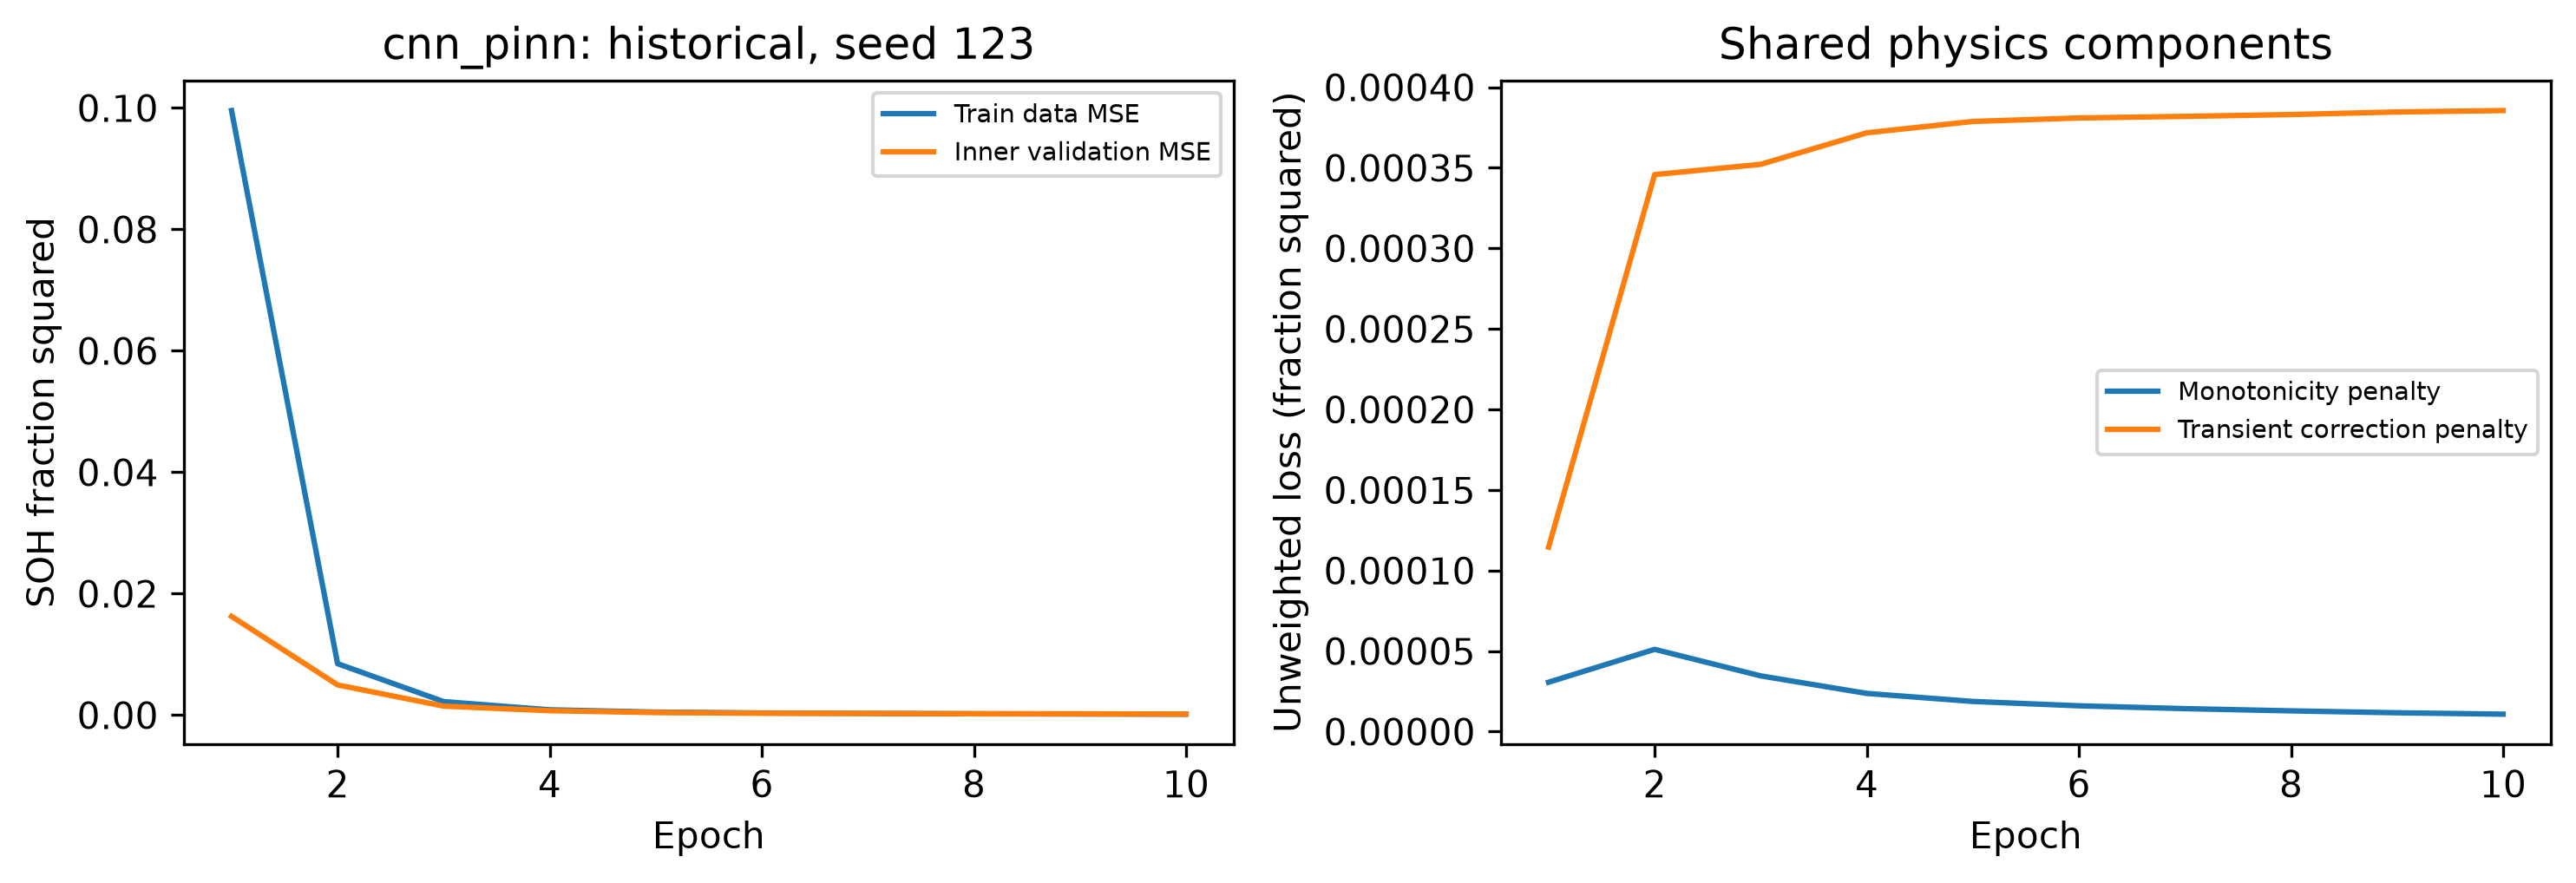 cnn_pinn: historical, seed 123
SOH fraction squared
0.10
0.08
0.06
0.04
0.02
0.00
Train data MSE
Inner validation MSE
2 4 6 8 10
Epoch
Shared physics components
Unweighted loss (fraction squared)
0.00040
0.00035
0.00030
0.00025
0.00020
0.00015
0.00010
0.00005
0.00000
Monotonicity penalty
Transient correction penalty
2 4 6 8 10
Epoch